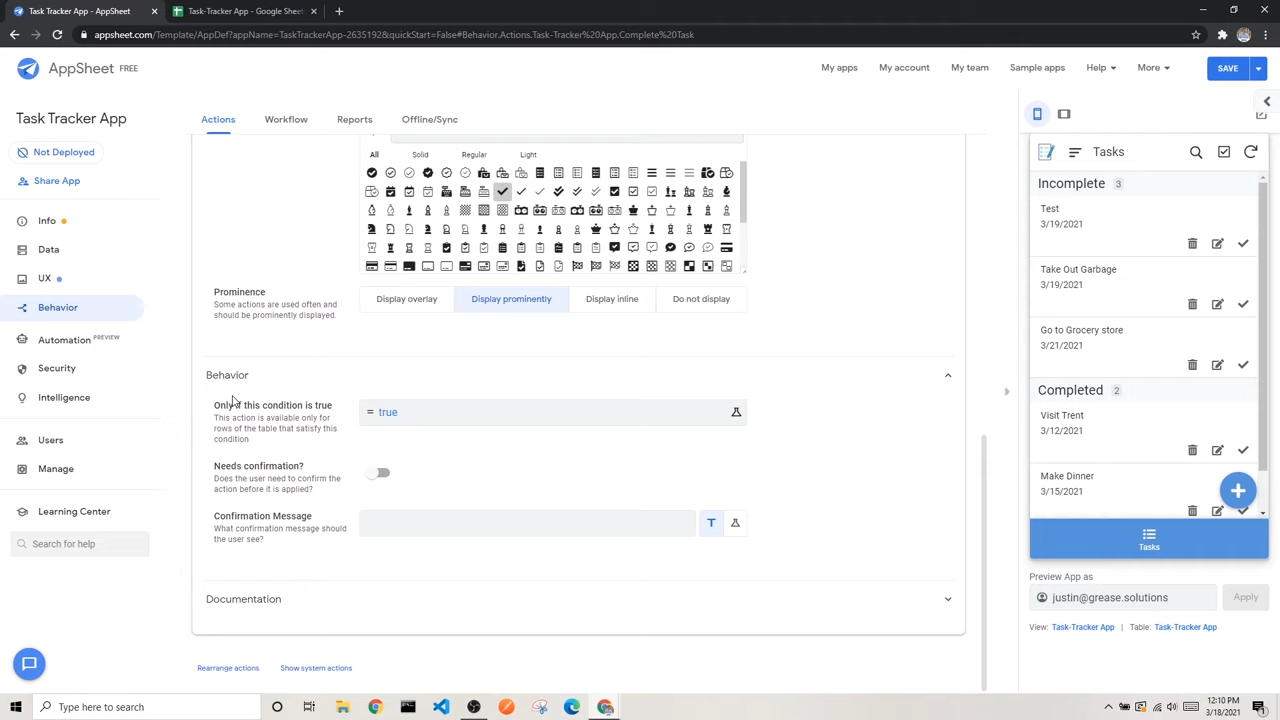 Task Tracker App - AppSheet
Task-Tracker App - Google Sheet
appsheet.com/Template/AppDef?appName=TaskTrackerApp-2635192&quickStart=False#Behavior.Actions.Task-Tracker%20App.Complete%20Task
AppSheet FREE
My apps
My account
My team
Sample apps
Help
More
SAVE
Task Tracker App
Not Deployed
Share App
Info
Data
UX
Behavior
Automation PREVIEW
Security
Intelligence
Users
Manage
Learning Center
Search for help
Actions
Workflow
Reports
Offline/Sync
All
Solid
Regular
Light
Prominence
Some actions are used often and
should be prominently displayed.
Display overlay
Display prominently
Display inline
Do not display
Behavior
Only if this condition is true
This action is available only for
rows of the table that satisfy this
condition
= true
Needs confirmation?
Does the user need to confirm the
action before it is applied?
Confirmation Message
What confirmation message should
the user see?
T
Documentation
Rearrange actions
Show system actions
Tasks
Incomplete 3
Test
3/19/2021
Take Out Garbage
3/19/2021
Go to Grocery store
3/21/2021
Completed 2
Visit Trent
3/12/2021
Make Dinner
3/15/2021
Tasks
Preview App as
justin@grease.solutions
Apply
View: Task-Tracker App | Table: Task-Tracker App
Type here to search
12:10 PM
3/18/2021